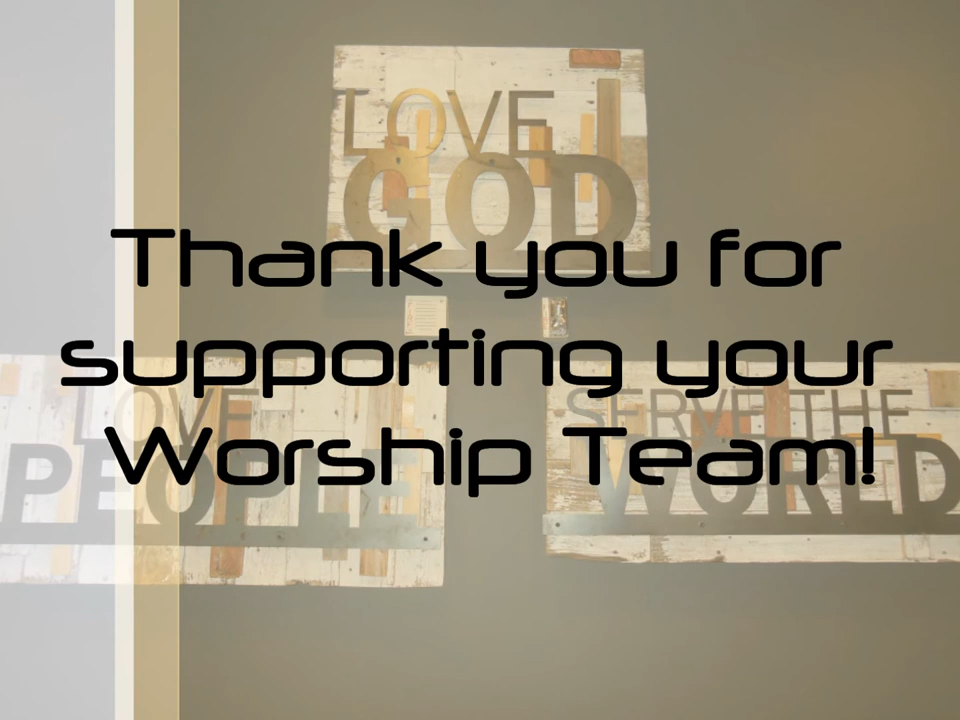 LOVE
GOD
Thank you for
supporting your
Worship Team!
LOVE
PEOPLE
SERVE THE
WORLD